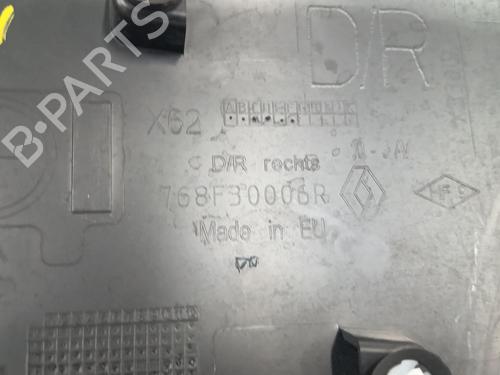 D/R
X62
D/R rechts
768F30006R
Made in EU
B-PARTS